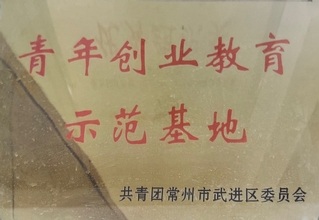 青年创业教育
示范基地
共青团常州市武进区委员会